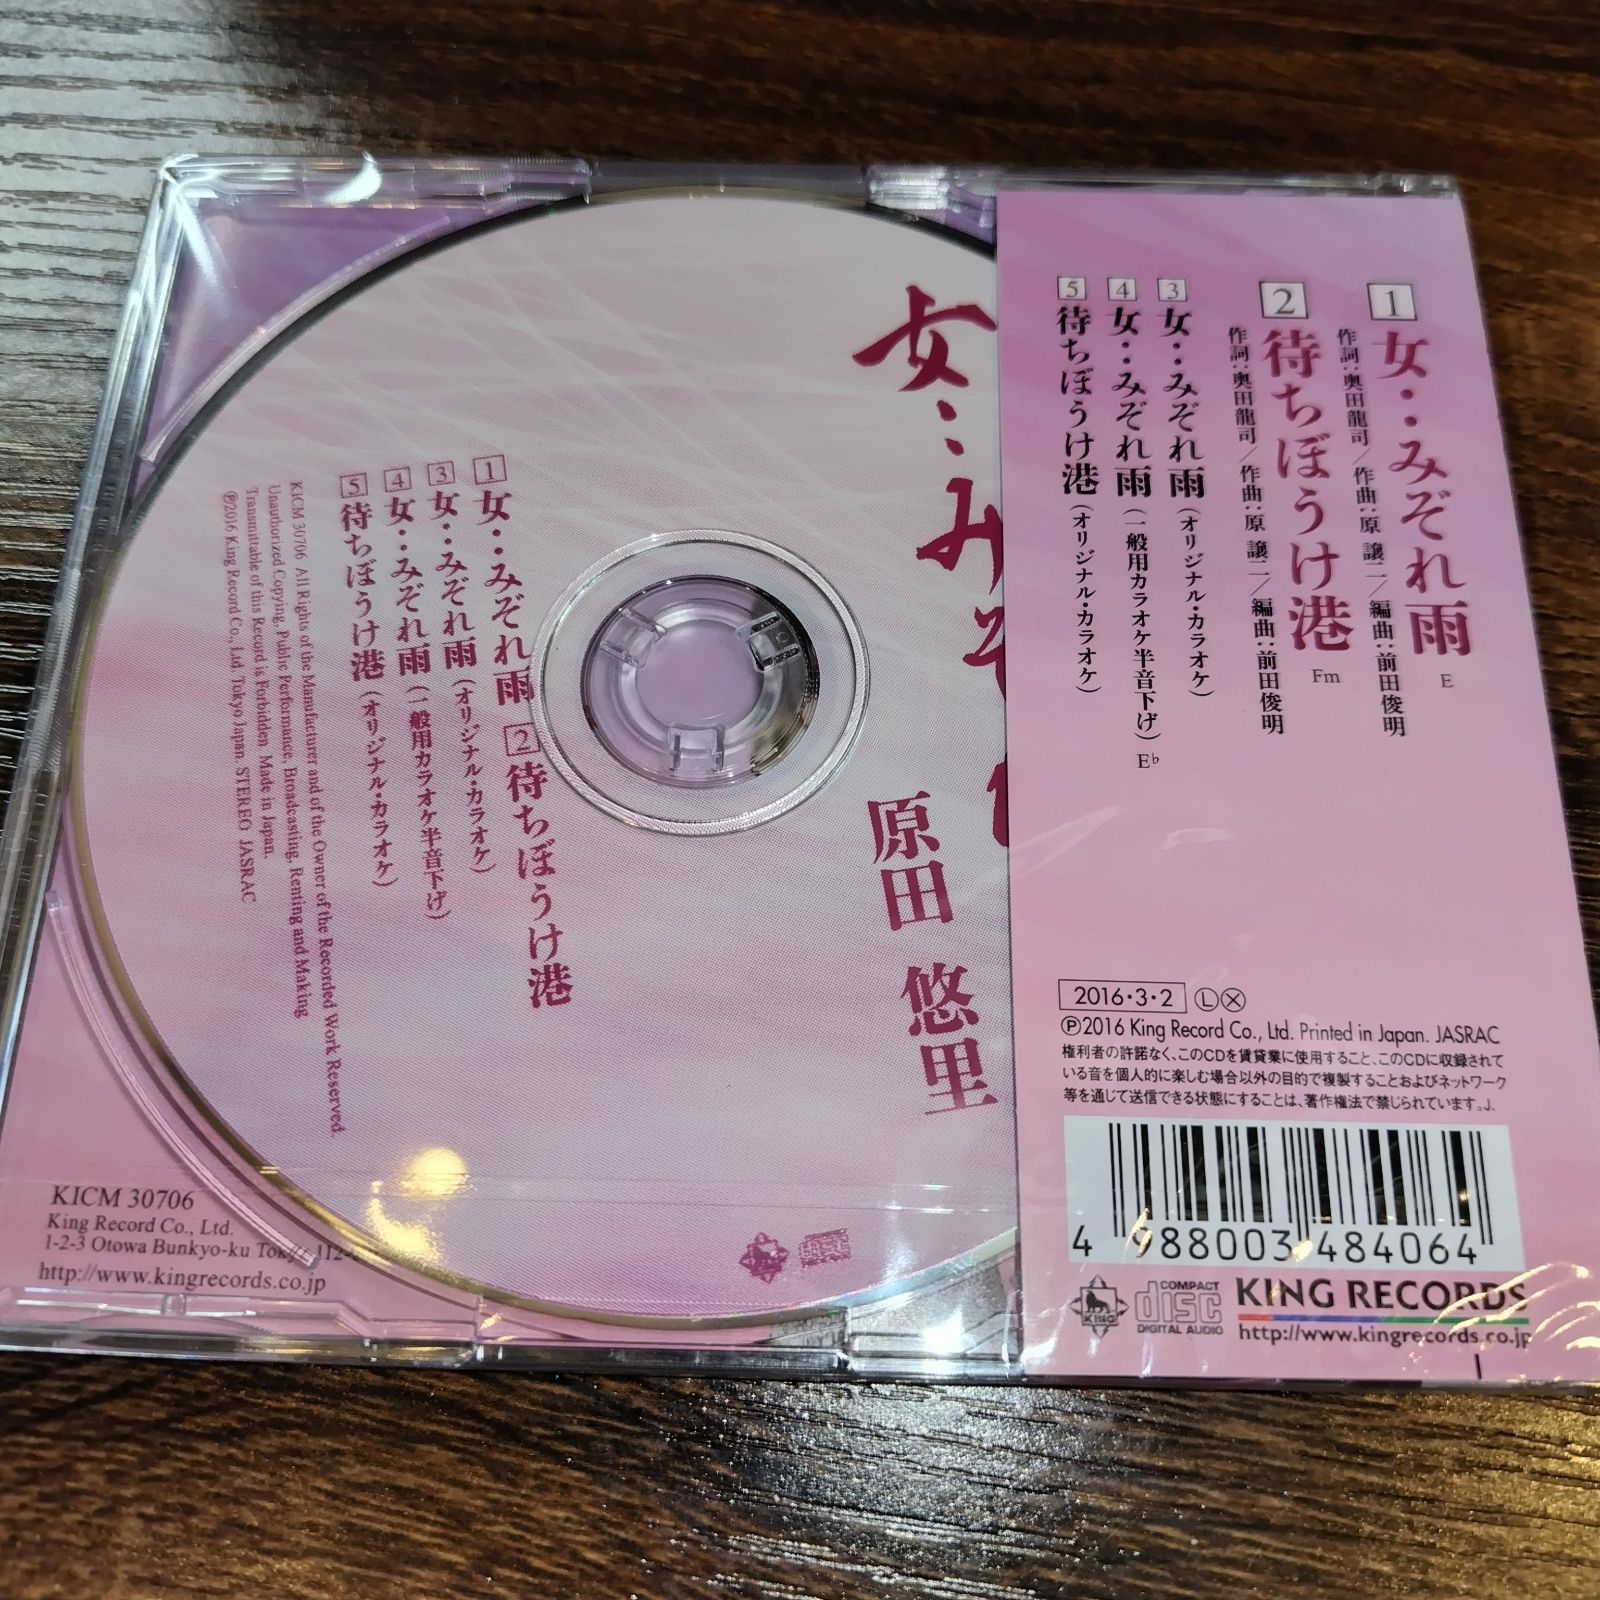 1 女‥みぞれ雨 E
作詞:奥田龍司/作曲:原 譲二/編曲:前田俊明
2 待ちぼうけ港 Fm
作詞:奥田龍司/作曲:原 譲二/編曲:前田俊明
3 女‥みぞれ雨(オリジナル・カラオケ)
4 女‥みぞれ雨(一般用カラオケ半音下げ)E♭
5 待ちぼうけ港(オリジナル・カラオケ)
2016・3・2 Ⓛ Ⓧ
Ⓟ2016 King Record Co., Ltd. Printed in Japan. JASRAC
権利者の許諾なく、このCDを賃貸業に使用すること、このCDに収録されて
いる音を個人的に楽しむ場合以外の目的で複製することおよびネットワーク
等を通じて送信できる状態にすることは、著作権法で禁じられています。J.
4 988003 484064
KING
COMPACT
disc
DIGITAL AUDIO
KING RECORDS
http://www.kingrecords.co.jp
女‥みぞれ
原田 悠里
1 女‥みぞれ雨 2 待ちぼうけ港
3 女‥みぞれ雨(オリジナル・カラオケ)
4 女‥みぞれ雨(一般用カラオケ半音下げ)
5 待ちぼうけ港(オリジナル・カラオケ)
KICM 30706 All Rights of the Manufacturer and of the Owner of the Recorded Work Reserved.
Unauthorized Copying, Public Performance, Broadcasting, Renting and Making
Transmittable of this Record is Forbidden. Made in Japan.
Ⓟ2016 King Record Co., Ltd. Tokyo Japan. STEREO JASRAC
KICM 30706
King Record Co., Ltd.
1-2-3 Otowa Bunkyo-ku Tokyo 112-
http://www.kingrecords.co.jp